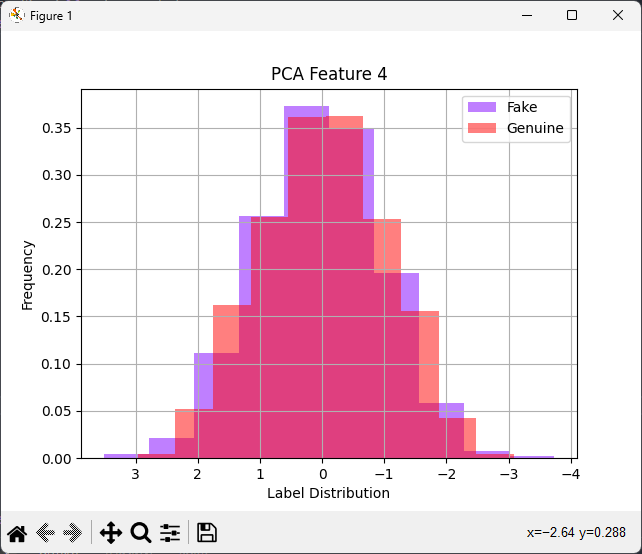 Figure 1
PCA Feature 4
Fake
Genuine
0.35
0.30
0.25
0.20
0.15
0.10
0.05
0.00
Frequency
3 2 1 0 −1 −2 −3 −4
Label Distribution
x=−2.64 y=0.288